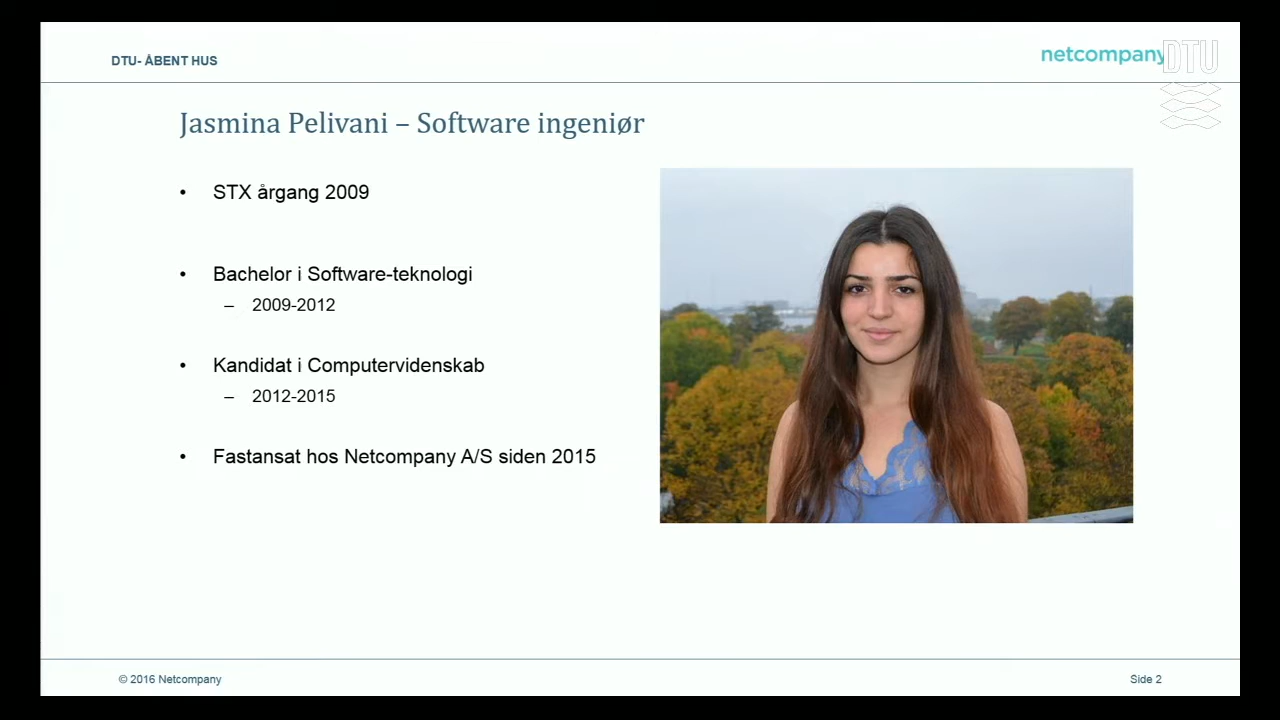 DTU- ÅBENT HUS
netcompany
DTU
Jasmina Pelivani – Software ingeniør
• STX årgang 2009
• Bachelor i Software-teknologi
– 2009-2012
• Kandidat i Computervidenskab
– 2012-2015
• Fastansat hos Netcompany A/S siden 2015
© 2016 Netcompany
Side 2